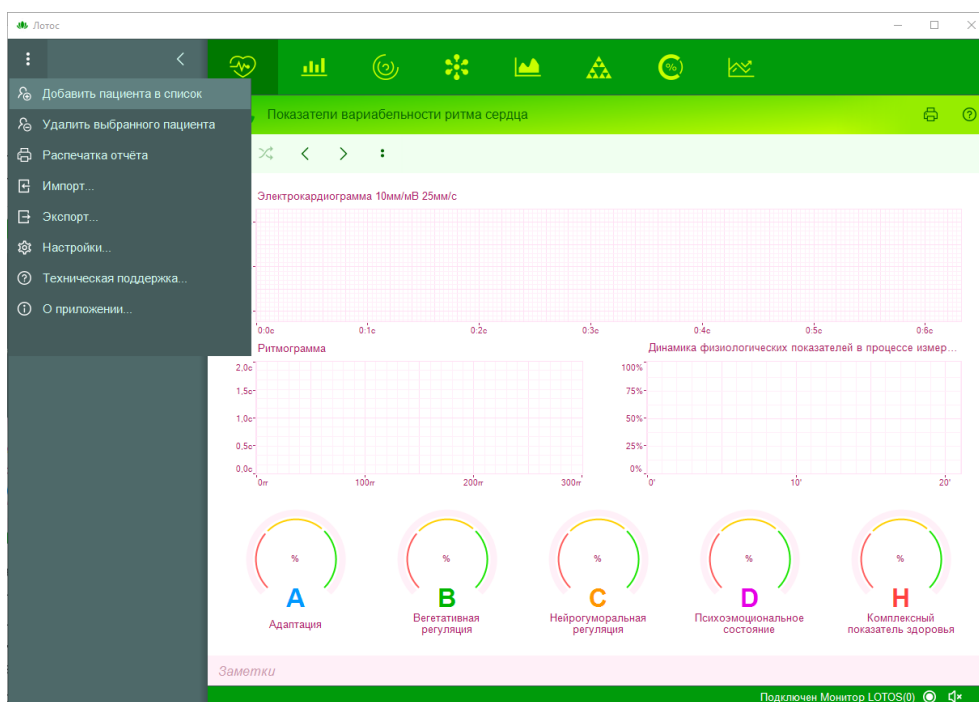 Лотос
Добавить пациента в список
Удалить выбранного пациента
Распечатка отчёта
Импорт...
Экспорт...
Настройки...
Техническая поддержка...
О приложении...
%
Показатели вариабельности ритма сердца
?
Электрокардиограмма 10мм/мВ 25мм/с
0:0с 0:1с 0:2с 0:3с 0:4с 0:5с 0:6с
Ритмограмма
2,0с
1,5с
1,0с
0,5с
0,0с
0rr 100rr 200rr 300rr
Динамика физиологических показателей в процессе измер...
100%
75%
50%
25%
0%
0' 10' 20'
% % % % %
A B C D H
Адаптация
Вегетативная
регуляция
Нейрогуморальная
регуляция
Психоэмоциональное
состояние
Комплексный
показатель здоровья
Заметки
Подключен Монитор LOTOS(0)